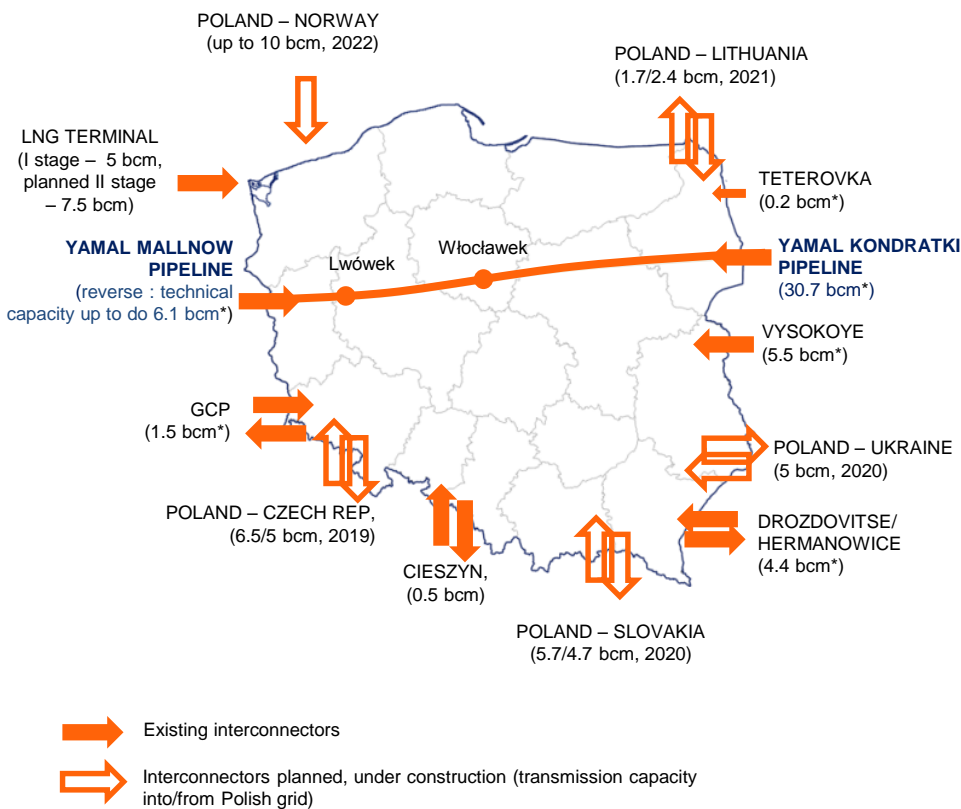 POLAND – NORWAY
(up to 10 bcm, 2022)
POLAND – LITHUANIA
(1.7/2.4 bcm, 2021)
LNG TERMINAL
(I stage – 5 bcm,
planned II stage
– 7.5 bcm)
TETEROVKA
(0.2 bcm*)
YAMAL MALLNOW
PIPELINE
(reverse : technical
capacity up to do 6.1 bcm*)
Lwówek
Włocławek
YAMAL KONDRATKI
PIPELINE
(30.7 bcm*)
VYSOKOYE
(5.5 bcm*)
GCP
(1.5 bcm*)
POLAND – UKRAINE
(5 bcm, 2020)
POLAND – CZECH REP,
(6.5/5 bcm, 2019)
CIESZYN,
(0.5 bcm)
DROZDOVITSE/
HERMANOWICE
(4.4 bcm*)
POLAND – SLOVAKIA
(5.7/4.7 bcm, 2020)
Existing interconnectors
Interconnectors planned, under construction (transmission capacity
into/from Polish grid)